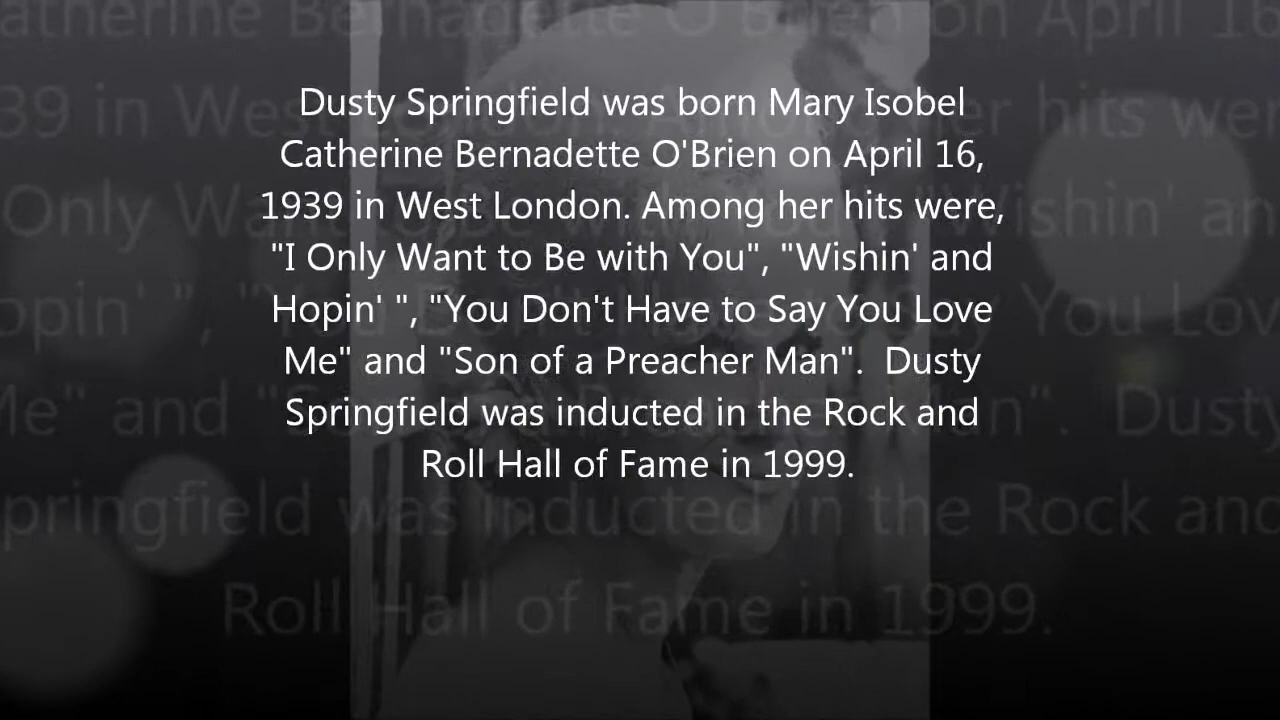 Dusty Springfield was born Mary Isobel
Catherine Bernadette O'Brien on April 16,
1939 in West London. Among her hits were,
"I Only Want to Be with You", "Wishin' and
Hopin' ", "You Don't Have to Say You Love
Me" and "Son of a Preacher Man".  Dusty
Springfield was inducted in the Rock and
Roll Hall of Fame in 1999.